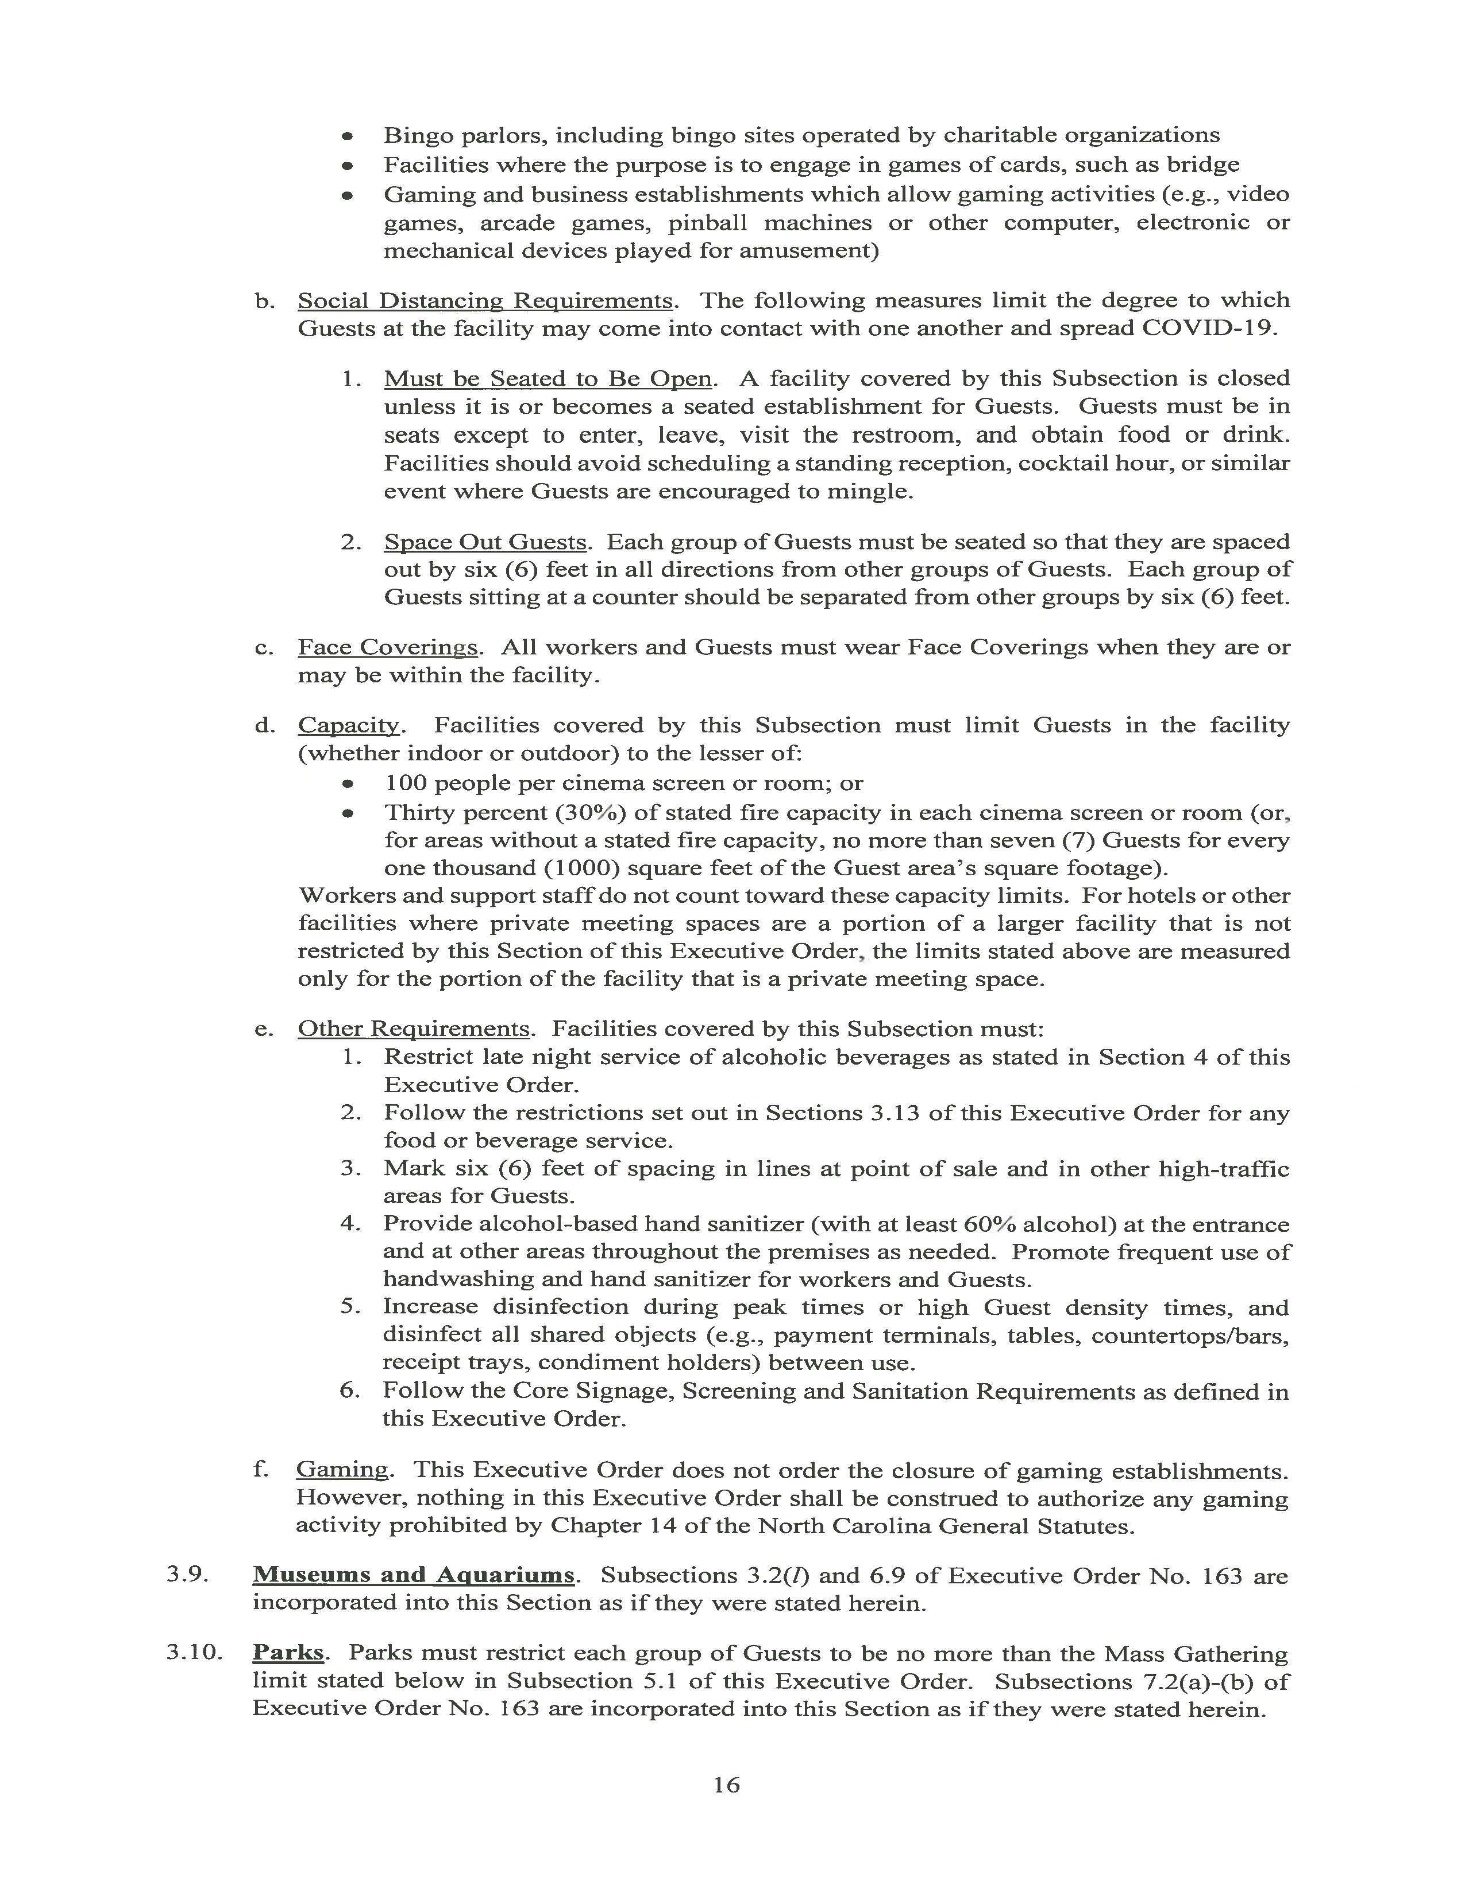 • Bingo parlors, including bingo sites operated by charitable organizations
• Facilities where the purpose is to engage in games of cards, such as bridge
• Gaming and business establishments which allow gaming activities (e.g., video
games, arcade games, pinball machines or other computer, electronic or
mechanical devices played for amusement)
b. Social Distancing Requirements. The following measures limit the degree to which
Guests at the facility may come into contact with one another and spread COVID-19.
1. Must be Seated to Be Open. A facility covered by this Subsection is closed
unless it is or becomes a seated establishment for Guests. Guests must be in
seats except to enter, leave, visit the restroom, and obtain food or drink.
Facilities should avoid scheduling a standing reception, cocktail hour, or similar
event where Guests are encouraged to mingle.
2. Space Out Guests. Each group of Guests must be seated so that they are spaced
out by six (6) feet in all directions from other groups of Guests. Each group of
Guests sitting at a counter should be separated from other groups by six (6) feet.
c. Face Coverings. All workers and Guests must wear Face Coverings when they are or
may be within the facility.
d. Capacity. Facilities covered by this Subsection must limit Guests in the facility
(whether indoor or outdoor) to the lesser of:
• 100 people per cinema screen or room; or
• Thirty percent (30%) of stated fire capacity in each cinema screen or room (or,
for areas without a stated fire capacity, no more than seven (7) Guests for every
one thousand (1000) square feet of the Guest area's square footage).
Workers and support staff do not count toward these capacity limits. For hotels or other
facilities where private meeting spaces are a portion of a larger facility that is not
restricted by this Section of this Executive Order, the limits stated above are measured
only for the portion of the facility that is a private meeting space.
e. Other Requirements. Facilities covered by this Subsection must:
1. Restrict late night service of alcoholic beverages as stated in Section 4 of this
Executive Order.
2. Follow the restrictions set out in Sections 3.13 of this Executive Order for any
food or beverage service.
3. Mark six (6) feet of spacing in lines at point of sale and in other high-traffic
areas for Guests.
4. Provide alcohol-based hand sanitizer (with at least 60% alcohol) at the entrance
and at other areas throughout the premises as needed. Promote frequent use of
handwashing and hand sanitizer for workers and Guests.
5. Increase disinfection during peak times or high Guest density times, and
disinfect all shared objects (e.g., payment terminals, tables, countertops/bars,
receipt trays, condiment holders) between use.
6. Follow the Core Signage, Screening and Sanitation Requirements as defined in
this Executive Order.
f. Gaming. This Executive Order does not order the closure of gaming establishments.
However, nothing in this Executive Order shall be construed to authorize any gaming
activity prohibited by Chapter 14 of the North Carolina General Statutes.
3.9. Museums and Aquariums. Subsections 3.2(l) and 6.9 of Executive Order No. 163 are
incorporated into this Section as if they were stated herein.
3.10. Parks. Parks must restrict each group of Guests to be no more than the Mass Gathering
limit stated below in Subsection 5.1 of this Executive Order. Subsections 7.2(a)-(b) of
Executive Order No. 163 are incorporated into this Section as if they were stated herein.
16